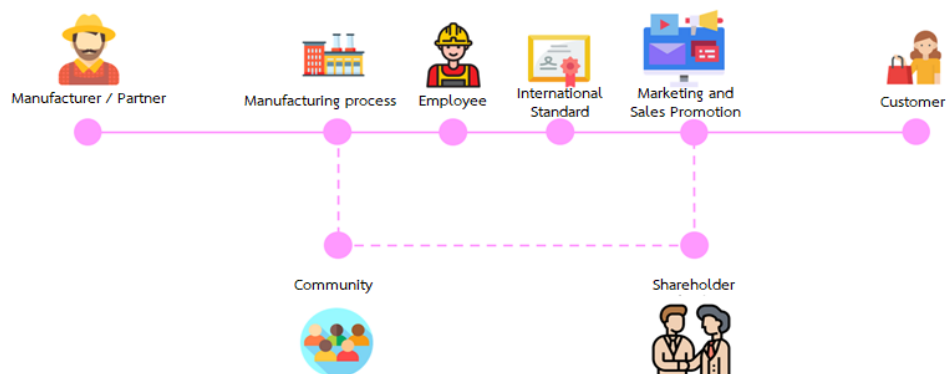 Manufacturer / Partner
Manufacturing process
Employee
International
Standard
Marketing and
Sales Promotion
Customer
Community
Shareholder